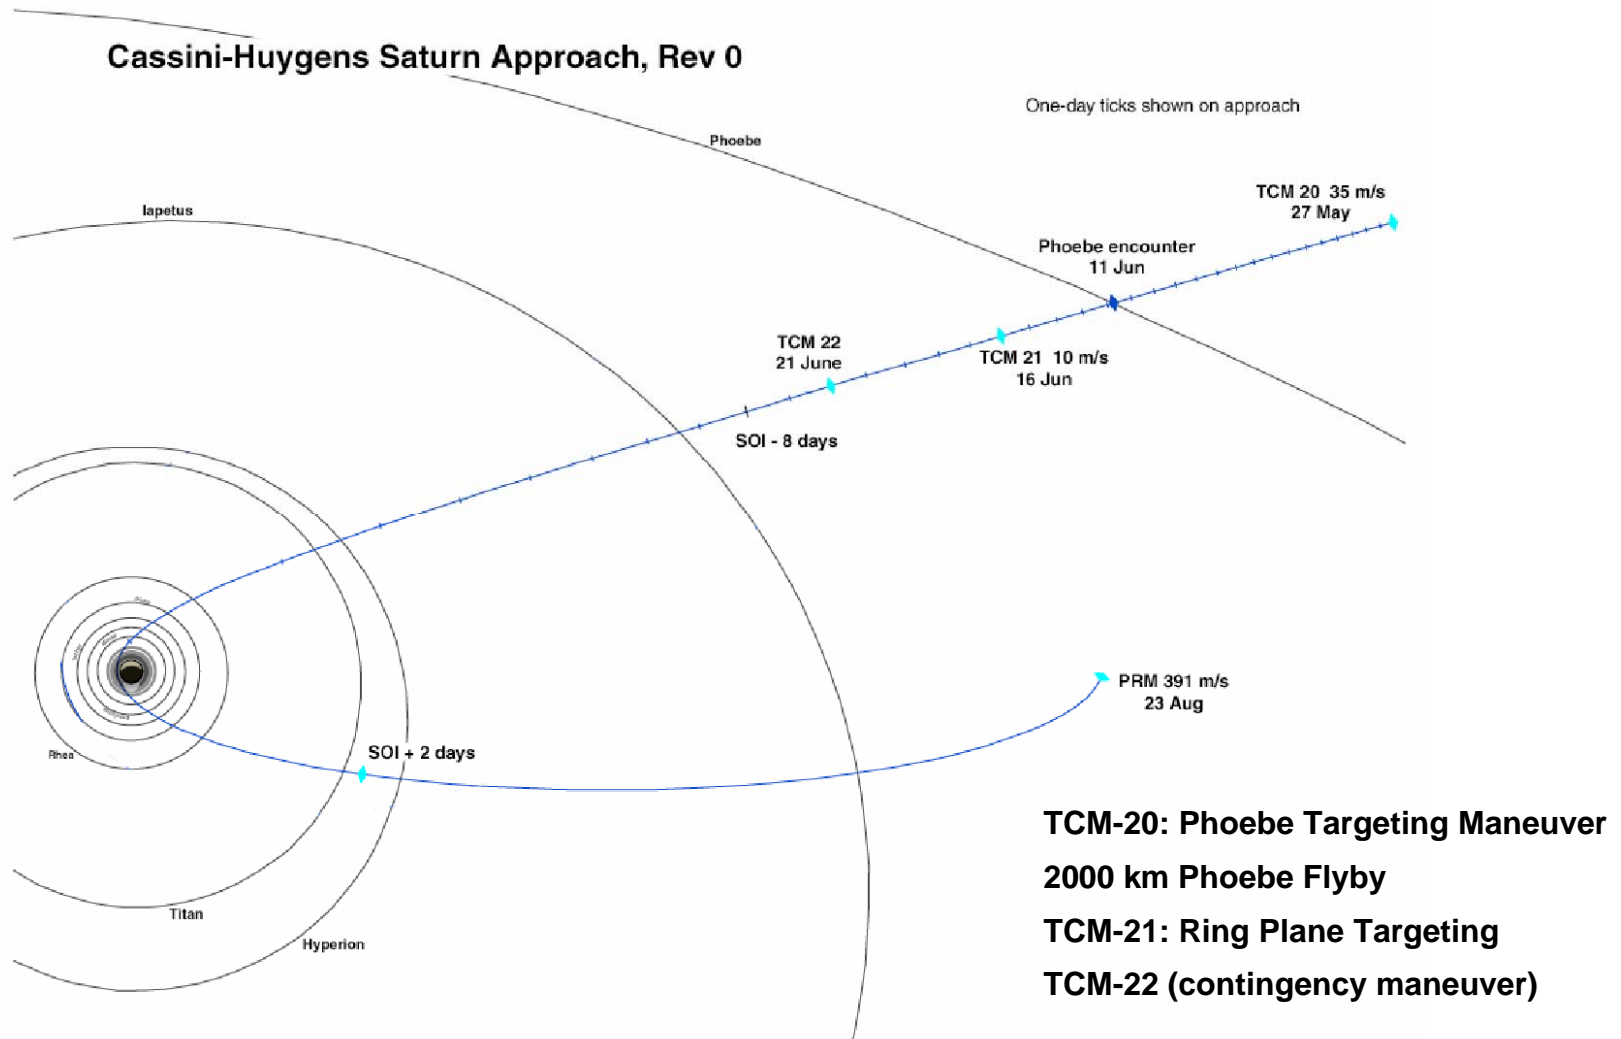 Cassini-Huygens Saturn Approach, Rev 0
One-day ticks shown on approach
Phoebe
TCM 20 35 m/s
27 May
Iapetus
Phoebe encounter
11 Jun
TCM 22
21 June
TCM 21 10 m/s
16 Jun
SOI - 8 days
PRM 391 m/s
23 Aug
SOI + 2 days
Rhea
Titan
Hyperion
TCM-20: Phoebe Targeting Maneuver
2000 km Phoebe Flyby
TCM-21: Ring Plane Targeting
TCM-22 (contingency maneuver)